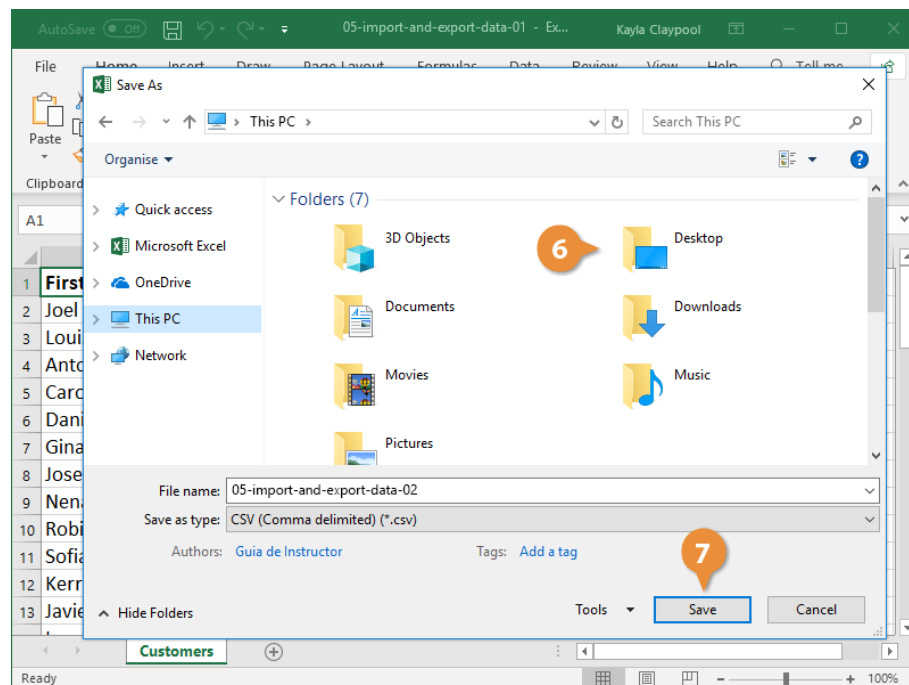 AutoSave Off 05-import-and-export-data-01 - Ex... Kayla Claypool
File Home Insert Draw Page Layout Formulas Data Review View Help Tell me
Save As
Paste
This PC
Search This PC
Organise
Clipboard
Folders (7)
A1
Quick access
Microsoft Excel
OneDrive
This PC
Network
3D Objects
6
Desktop
Documents
Downloads
Movies
Music
Pictures
1 First
2 Joel
3 Loui
4 Anto
5 Caro
6 Dani
7 Gina
8 Jose
9 Nena
10 Robi
11 Sofia
12 Kerr
13 Javie
File name: 05-import-and-export-data-02
Save as type: CSV (Comma delimited) (*.csv)
Authors: Guia de Instructor Tags: Add a tag
7
Hide Folders
Tools Save Cancel
Customers
Ready
100%